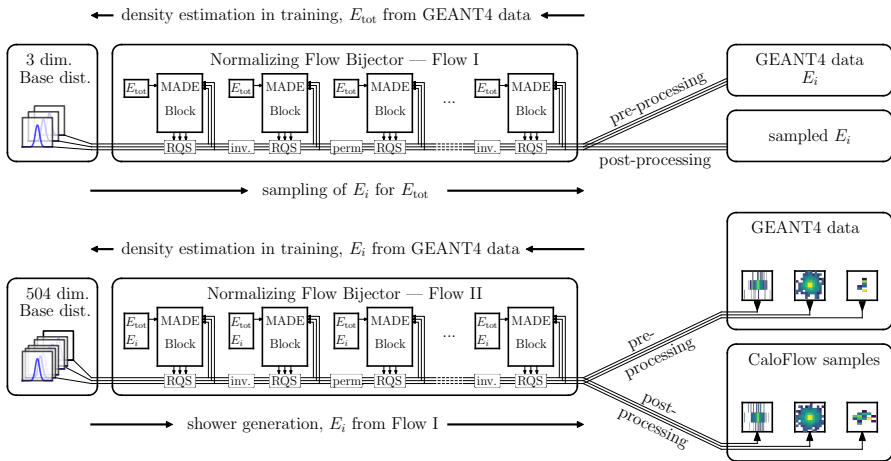 density estimation in training, E_tot from GEANT4 data
3 dim.
Base dist.
Normalizing Flow Bijector — Flow I
E_tot MADE Block RQS
inv.
E_tot MADE Block RQS
perm
E_tot MADE Block RQS
...
inv.
E_tot MADE Block RQS
pre-processing
post-processing
GEANT4 data
E_i
sampled E_i
sampling of E_i for E_tot
density estimation in training, E_i from GEANT4 data
504 dim.
Base dist.
Normalizing Flow Bijector — Flow II
E_tot E_i MADE Block RQS
inv.
E_tot E_i MADE Block RQS
perm
E_tot E_i MADE Block RQS
...
inv.
E_tot E_i MADE Block RQS
pre-
processing
post-
processing
GEANT4 data
CaloFlow samples
shower generation, E_i from Flow I